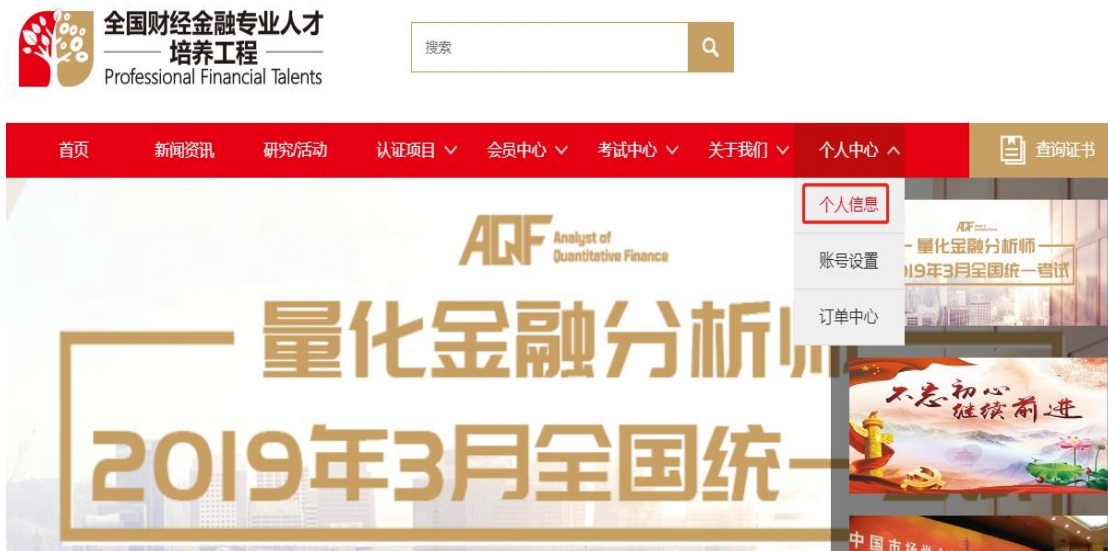 全国财经金融专业人才
培养工程
Professional Financial Talents
搜索
首页 新闻资讯 研究/活动 认证项目 会员中心 考试中心 关于我们 个人中心 查询证书
个人信息
账号设置
订单中心
AQF Analyst of
Quantitative Finance
量化金融分析师
2019年3月全国统一
AQF
量化金融分析师
19年3月全国统一考试
不忘初心
继续前进
中国市场学